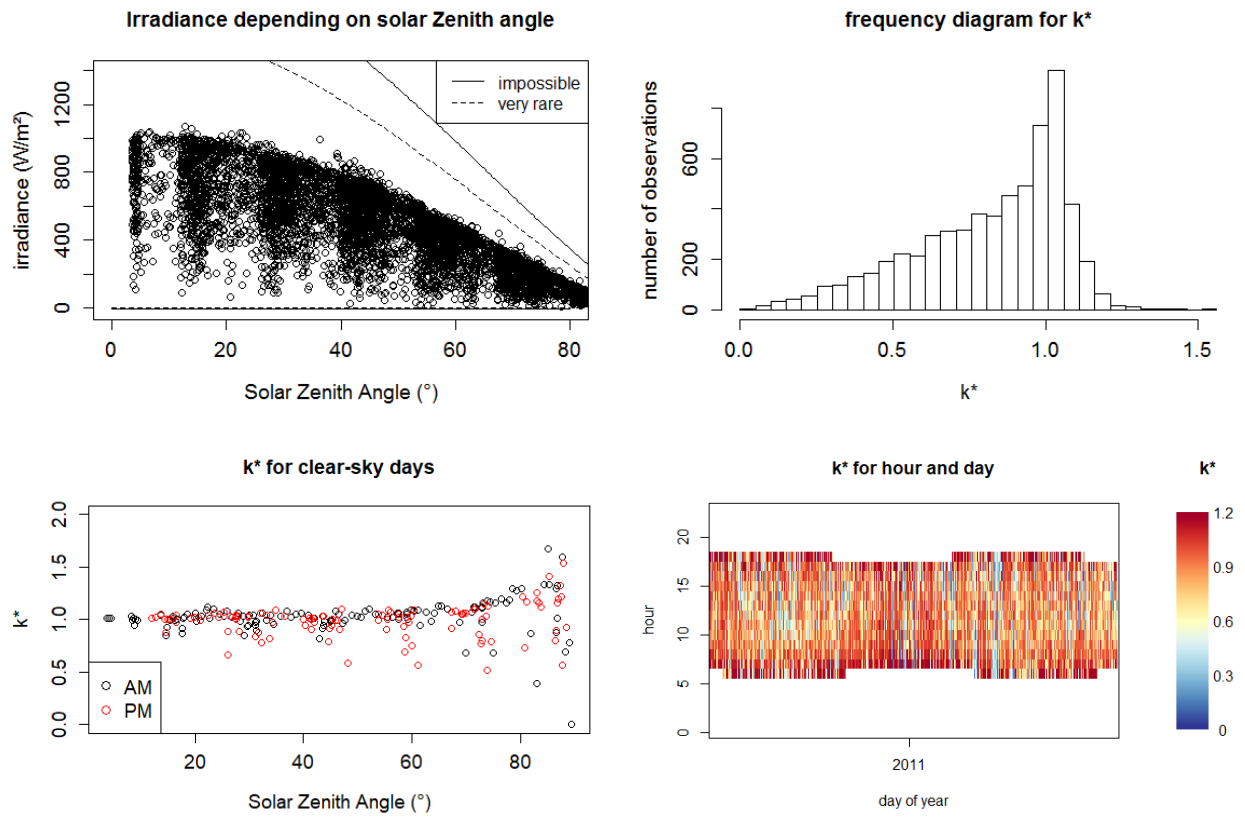 Irradiance depending on solar Zenith angle
irradiance (W/m²)
0
400
800
1200
impossible
very rare
0
20
40
60
80
Solar Zenith Angle (°)
frequency diagram for k*
number of observations
0
200
600
0.0
0.5
1.0
1.5
k*
k* for clear-sky days
k*
0.0
0.5
1.0
1.5
2.0
AM
PM
20
40
60
80
Solar Zenith Angle (°)
k* for hour and day
hour
0
5
10
15
20
2011
day of year
k*
1.2
0.9
0.6
0.3
0